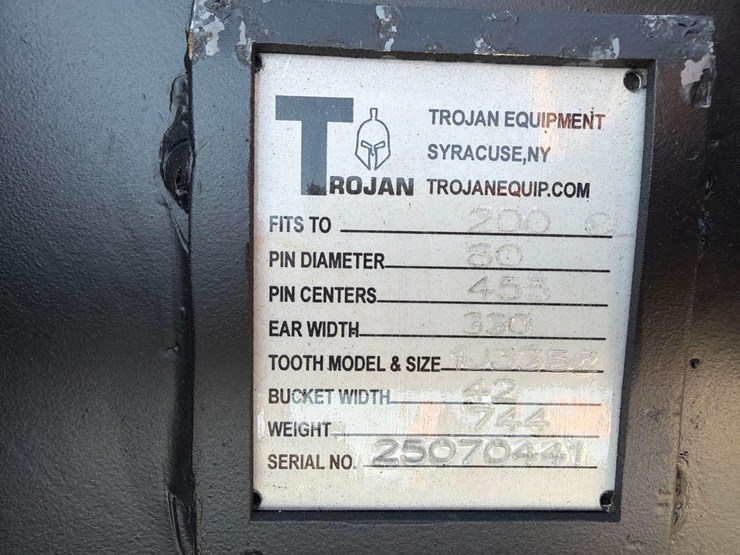 TROJAN
TROJAN EQUIPMENT
SYRACUSE,NY
TROJANEQUIP.COM
FITS TO 200
PIN DIAMETER 80
PIN CENTERS 453
EAR WIDTH 330
TOOTH MODEL & SIZE 1U3352
BUCKET WIDTH 42
WEIGHT 744
SERIAL NO. 25070441